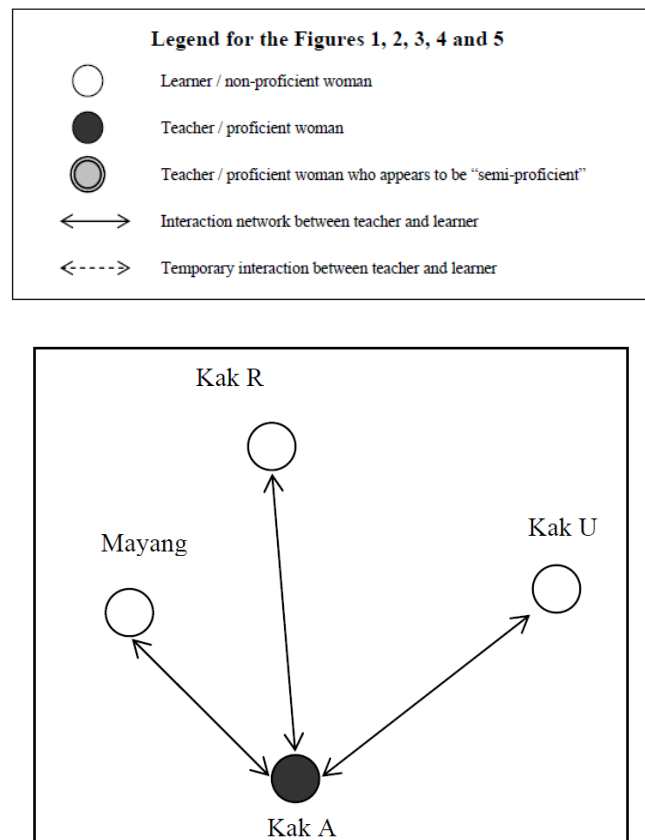 Legend for the Figures 1, 2, 3, 4 and 5
Learner / non-proficient woman
Teacher / proficient woman
Teacher / proficient woman who appears to be “semi-proficient”
Interaction network between teacher and learner
Temporary interaction between teacher and learner
Kak R
Mayang
Kak U
Kak A